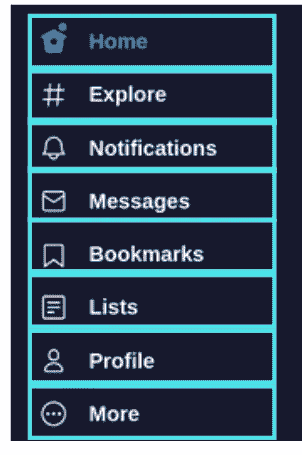 Home
Explore
Notifications
Messages
Bookmarks
Lists
Profile
More